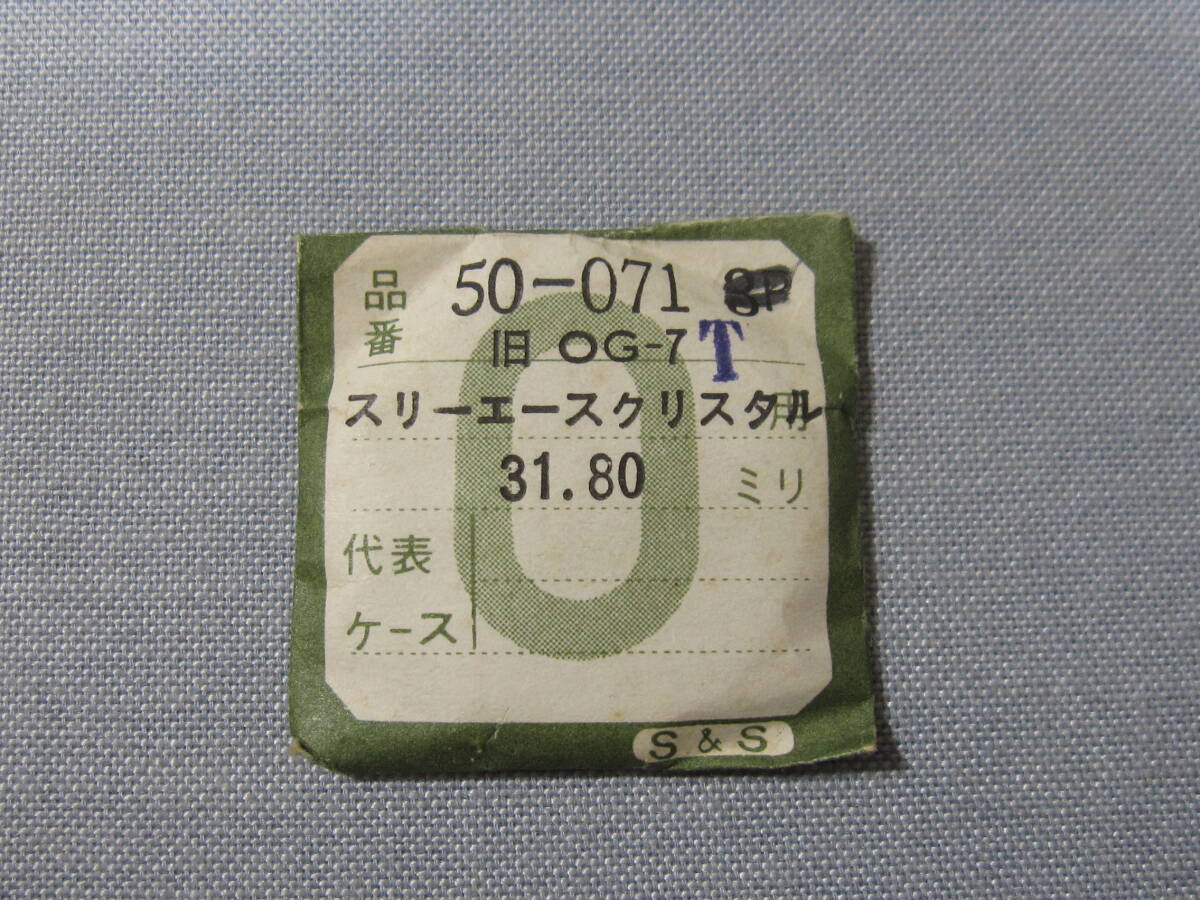 品番 50-071
旧 OG-7 T
スリーエースクリスタル 用
31.80 ミリ
代表
ケース
S & S